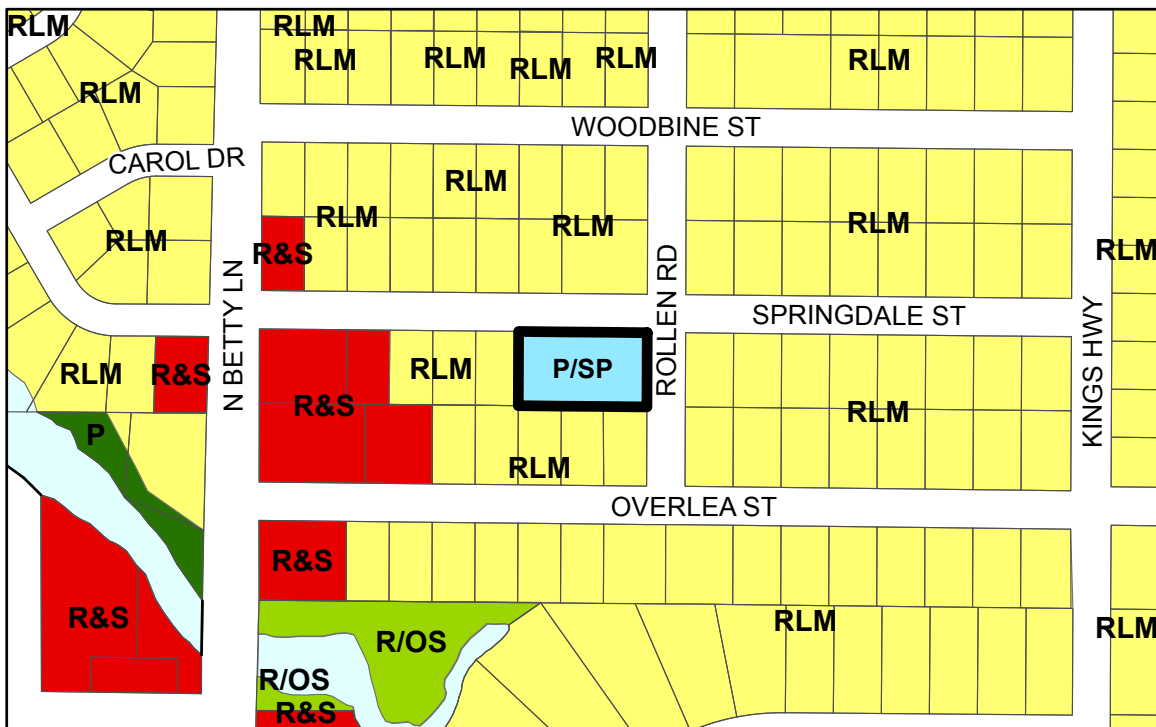 RLM
RLM
RLM
RLM
RLM
RLM
RLM
RLM
WOODBINE ST
CAROL DR
RLM
RLM
RLM
RLM
RLM
R&S
RLM
N BETTY LN
ROLLEN RD
KINGS HWY
SPRINGDALE ST
RLM
R&S
RLM
P/SP
R&S
RLM
P
RLM
OVERLEA ST
R&S
R&S
RLM
RLM
R/OS
R/OS
R&S